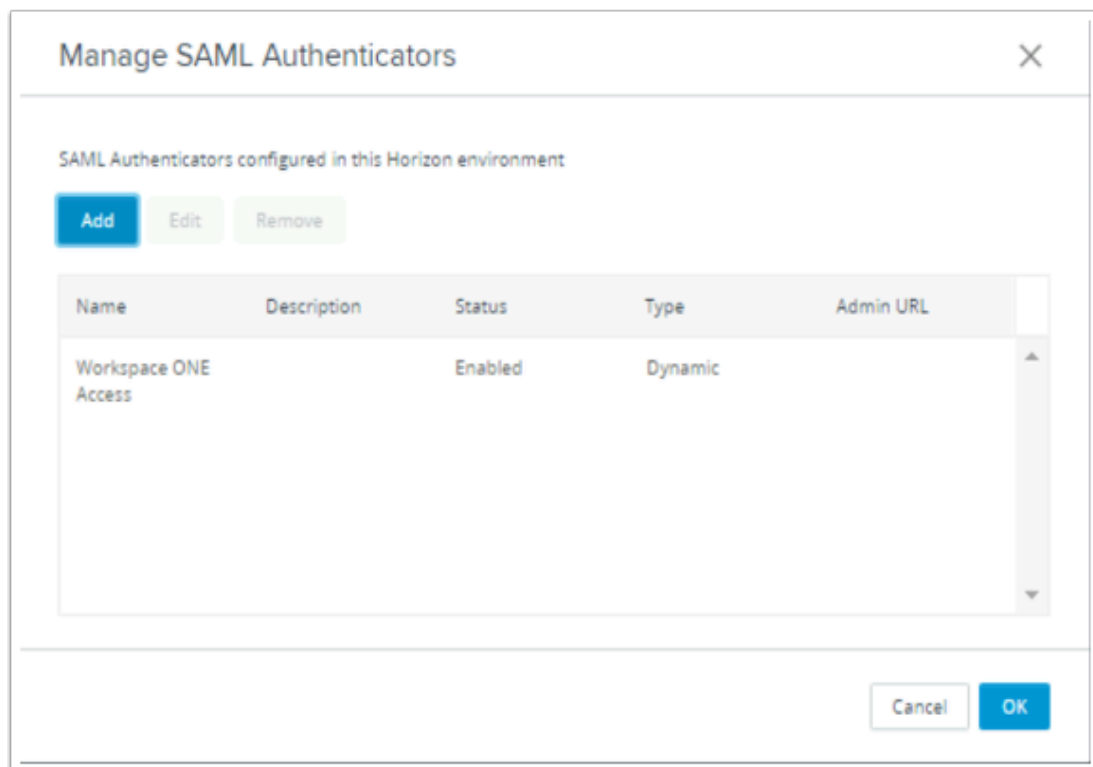 Manage SAML Authenticators
SAML Authenticators configured in this Horizon environment
Add Edit Remove
Name Description Status Type Admin URL
Workspace ONE Enabled Dynamic
Access
Cancel OK